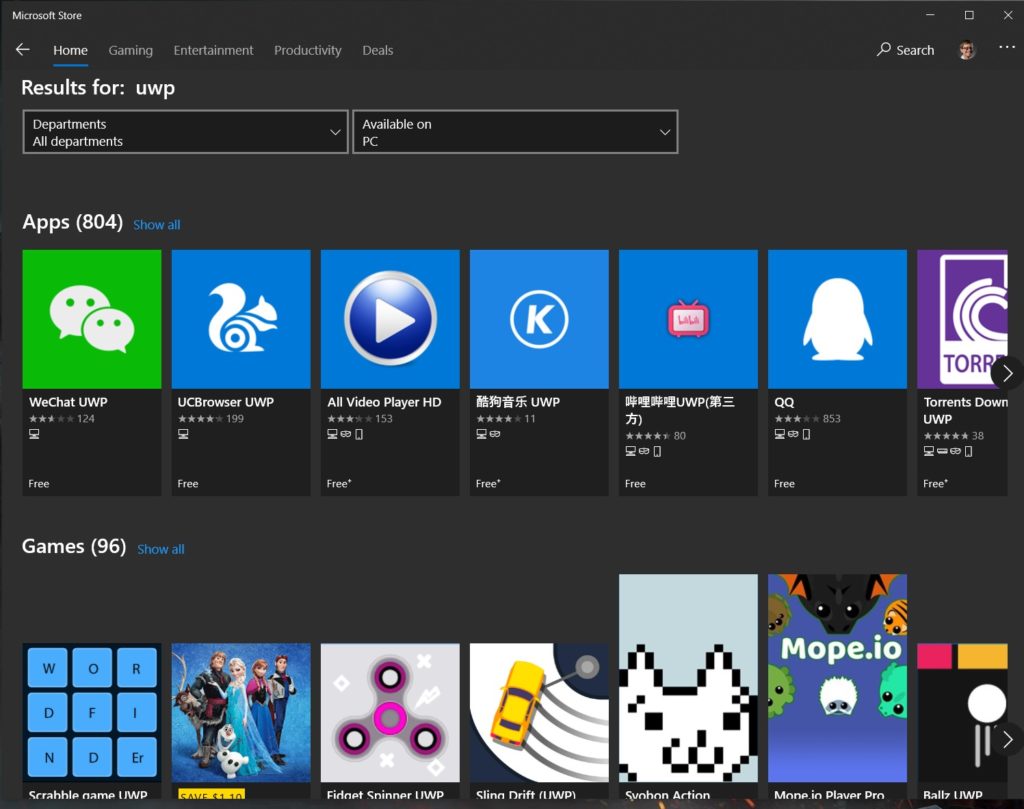 Microsoft Store
Home Gaming Entertainment Productivity Deals Search
Results for: uwp
Departments
All departments
Available on
PC
Apps (804) Show all
K
TORRE
WeChat UWP
124
Free
UCBrowser UWP
199
Free
All Video Player HD
153
Free+
酷狗音乐 UWP
11
Free+
哔哩哔哩UWP(第三
方)
80
Free
QQ
853
Free
Torrents Down
UWP
38
Free+
Games (96) Show all
W O R
D F I
N D Er
Mope.io
Scrabble game UWP
SAVE $1.10
Fidget Spinner UWP
Sling Drift (UWP)
Syobon Action
Mope.io Player Pro
Ballz UWP